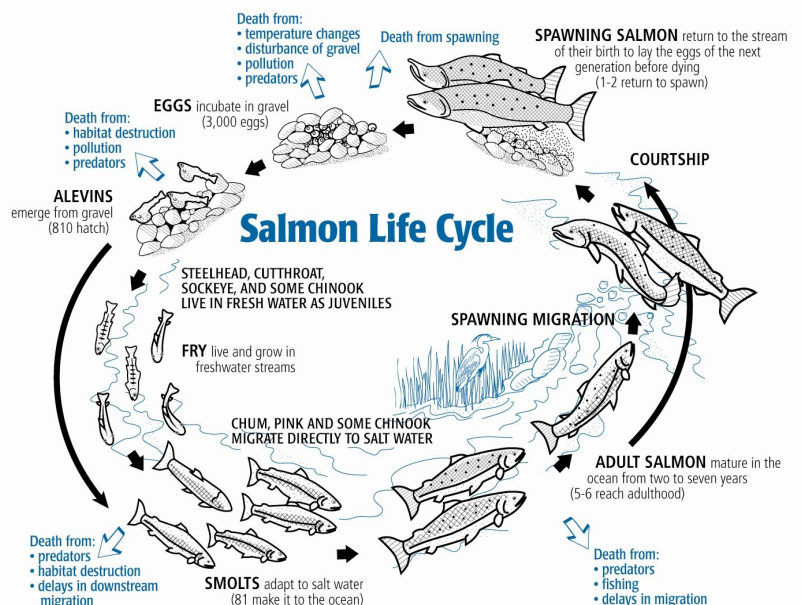 Death from:
• temperature changes
• disturbance of gravel
• pollution
• predators
Death from spawning
SPAWNING SALMON return to the stream
of their birth to lay the eggs of the next
generation before dying
(1-2 return to spawn)
EGGS incubate in gravel
(3,000 eggs)
Death from:
• habitat destruction
• pollution
• predators
COURTSHIP
ALEVINS
emerge from gravel
(810 hatch)
Salmon Life Cycle
STEELHEAD, CUTTHROAT,
SOCKEYE, AND SOME CHINOOK
LIVE IN FRESH WATER AS JUVENILES
SPAWNING MIGRATION
FRY live and grow in
freshwater streams
CHUM, PINK AND SOME CHINOOK
MIGRATE DIRECTLY TO SALT WATER
ADULT SALMON mature in the
ocean from two to seven years
(5-6 reach adulthood)
Death from:
• predators
• habitat destruction
• delays in downstream
migration
SMOLTS adapt to salt water
(81 make it to the ocean)
Death from:
• predators
• fishing
• delays in migration